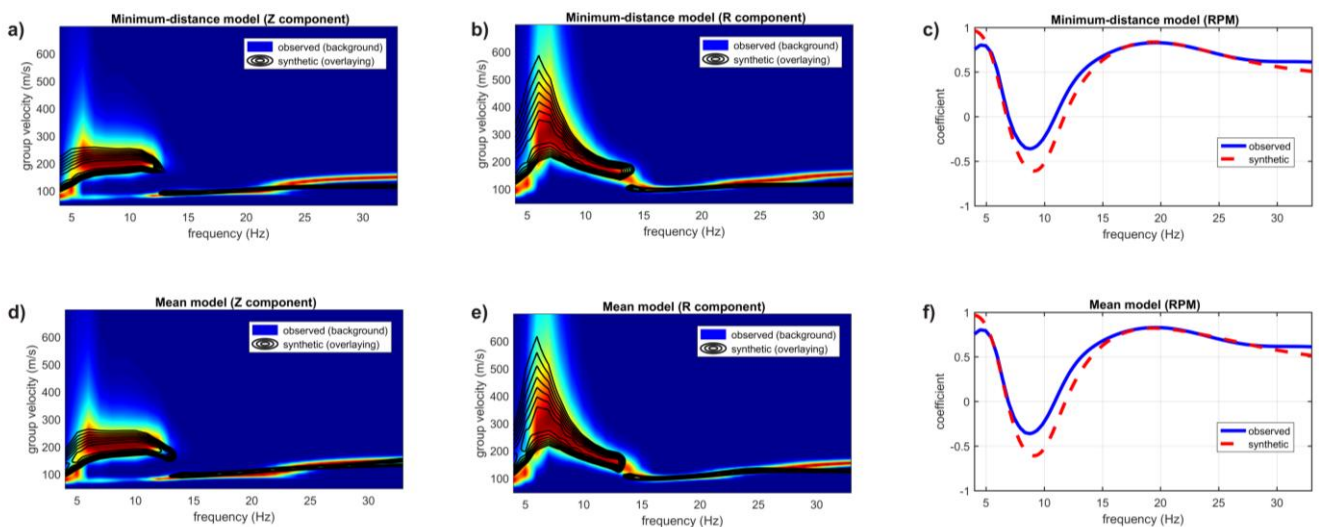 a)
Minimum-distance model (Z component)
observed (background)
synthetic (overlaying)
group velocity (m/s)
600
500
400
300
200
100
5 10 15 20 25 30
frequency (Hz)
b)
Minimum-distance model (R component)
observed (background)
synthetic (overlaying)
group velocity (m/s)
600
500
400
300
200
100
5 10 15 20 25 30
frequency (Hz)
c)
Minimum-distance model (RPM)
coefficient
1
0.5
0
-0.5
-1
observed
synthetic
5 10 15 20 25 30
frequency (Hz)
d)
Mean model (Z component)
observed (background)
synthetic (overlaying)
group velocity (m/s)
600
500
400
300
200
100
5 10 15 20 25 30
frequency (Hz)
e)
Mean model (R component)
observed (background)
synthetic (overlaying)
group velocity (m/s)
600
500
400
300
200
100
5 10 15 20 25 30
frequency (Hz)
f)
Mean model (RPM)
coefficient
1
0.5
0
-0.5
-1
observed
synthetic
5 10 15 20 25 30
frequency (Hz)